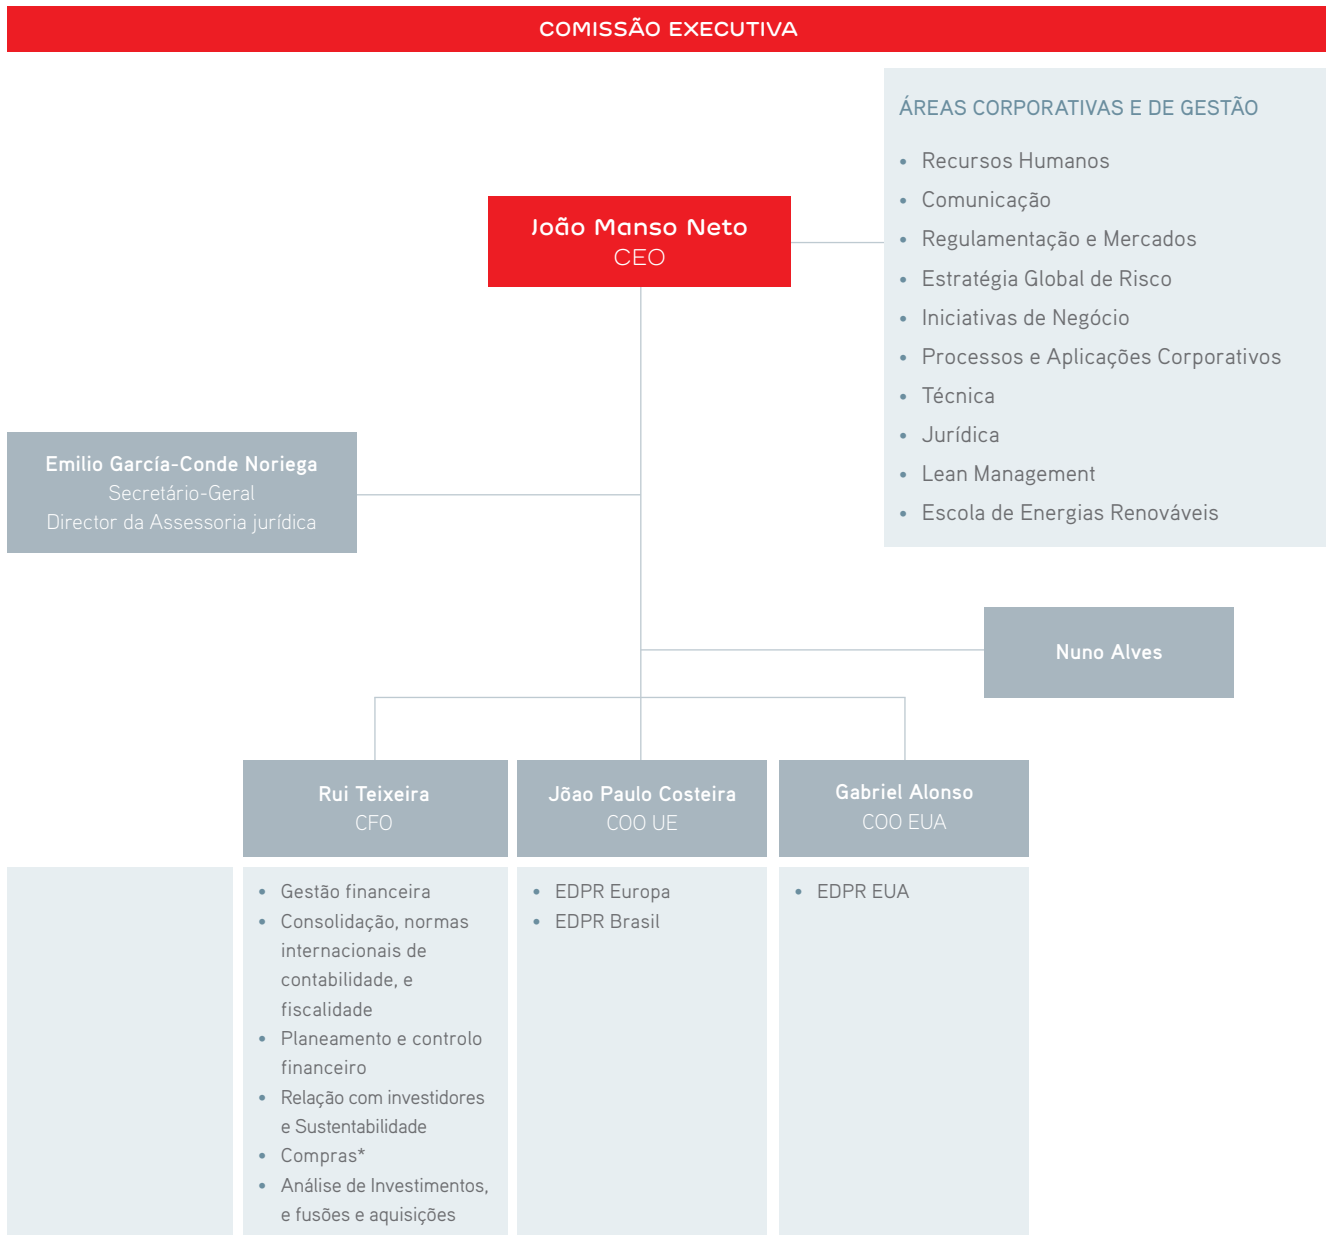 COMISSÃO EXECUTIVA
ÁREAS CORPORATIVAS E DE GESTÃO
• Recursos Humanos
• Comunicação
• Regulamentação e Mercados
• Estratégia Global de Risco
• Iniciativas de Negócio
• Processos e Aplicações Corporativos
• Técnica
• Jurídica
• Lean Management
• Escola de Energias Renováveis
João Manso Neto
CEO
Emilio García-Conde Noriega
Secretário-Geral
Director da Assessoria jurídica
Nuno Alves
Rui Teixeira
CFO
• Gestão financeira
• Consolidação, normas
internacionais de
contabilidade, e
fiscalidade
• Planeamento e controlo
financeiro
• Relação com investidores
e Sustentabilidade
• Compras*
• Análise de Investimentos,
e fusões e aquisições
Jõao Paulo Costeira
COO UE
• EDPR Europa
• EDPR Brasil
Gabriel Alonso
COO EUA
• EDPR EUA